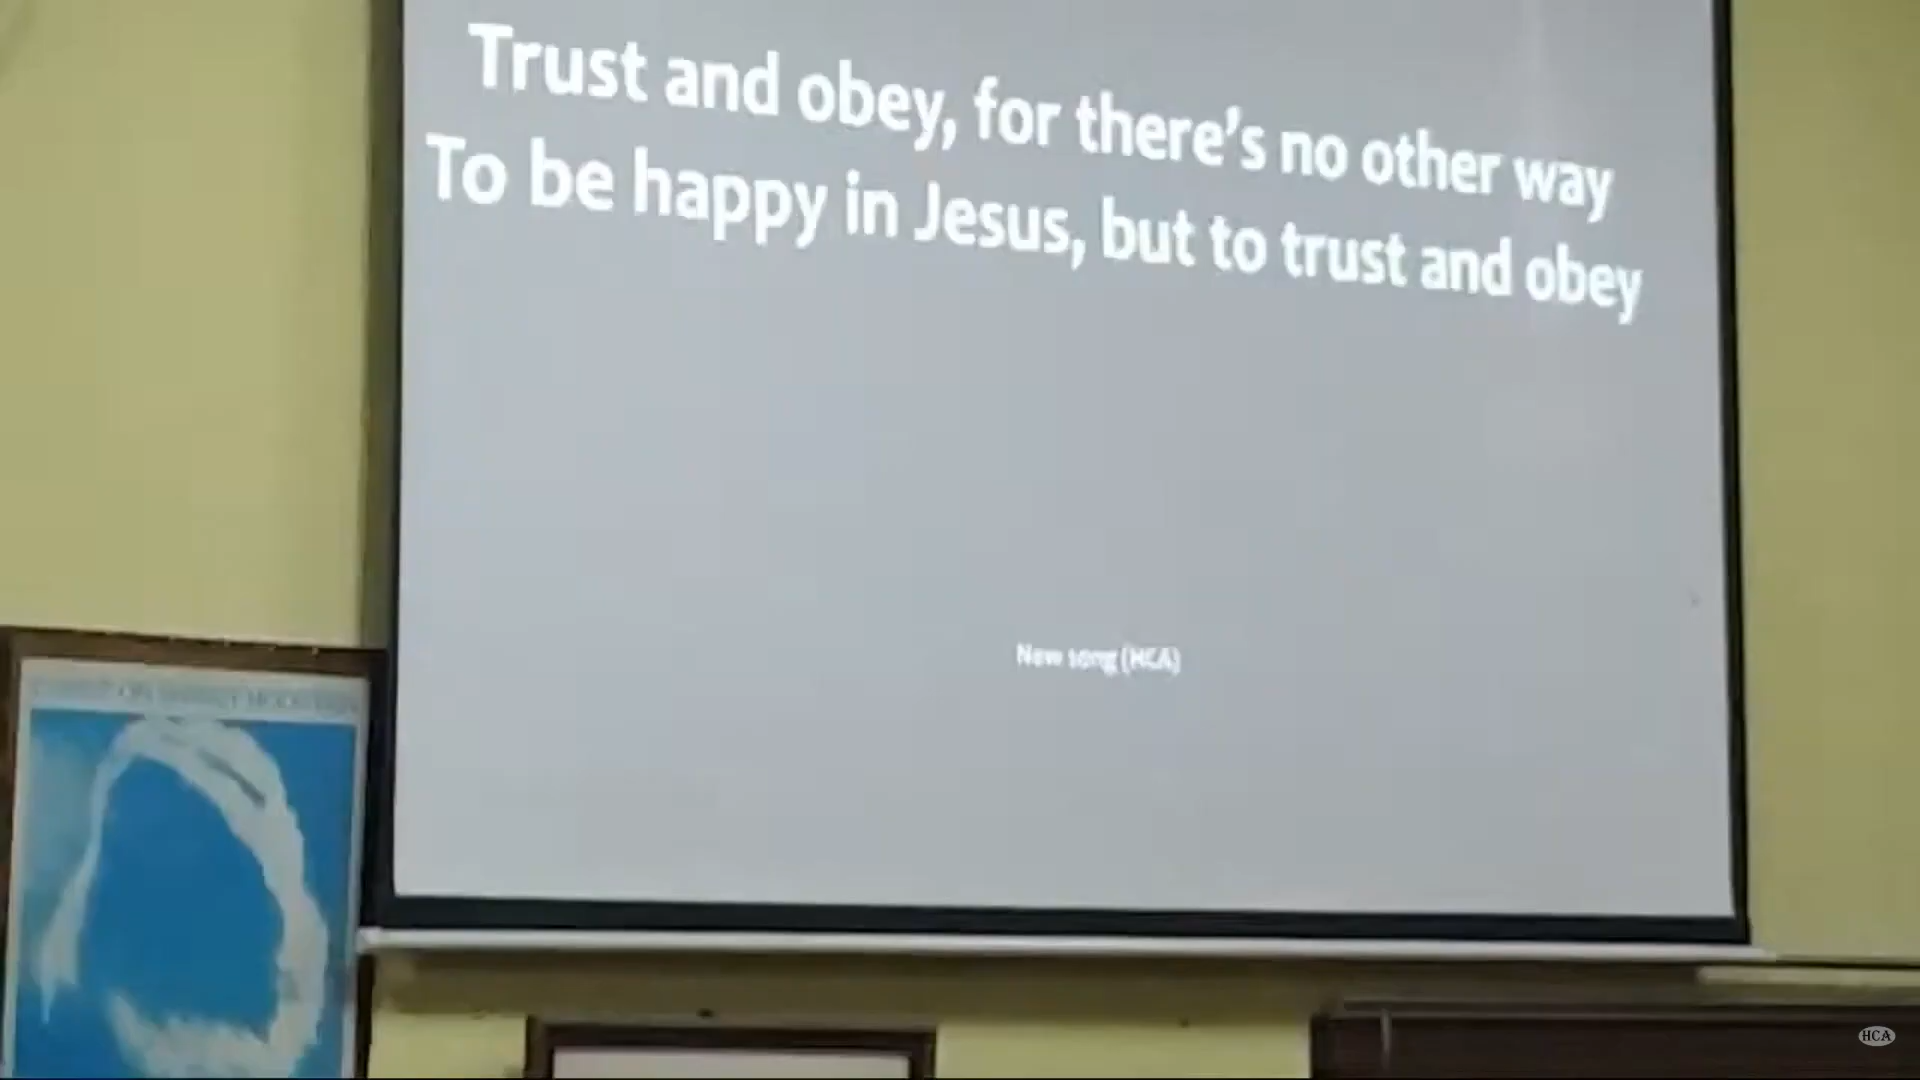 Trust and obey, for there's no other way
To be happy in Jesus, but to trust and obey
New song (HCA)
HCA